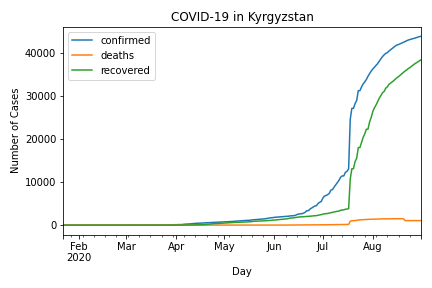 COVID-19 in Kyrgyzstan
confirmed
deaths
recovered
Number of Cases
40000
30000
20000
10000
0
Feb Mar Apr May Jun Jul Aug
2020
Day